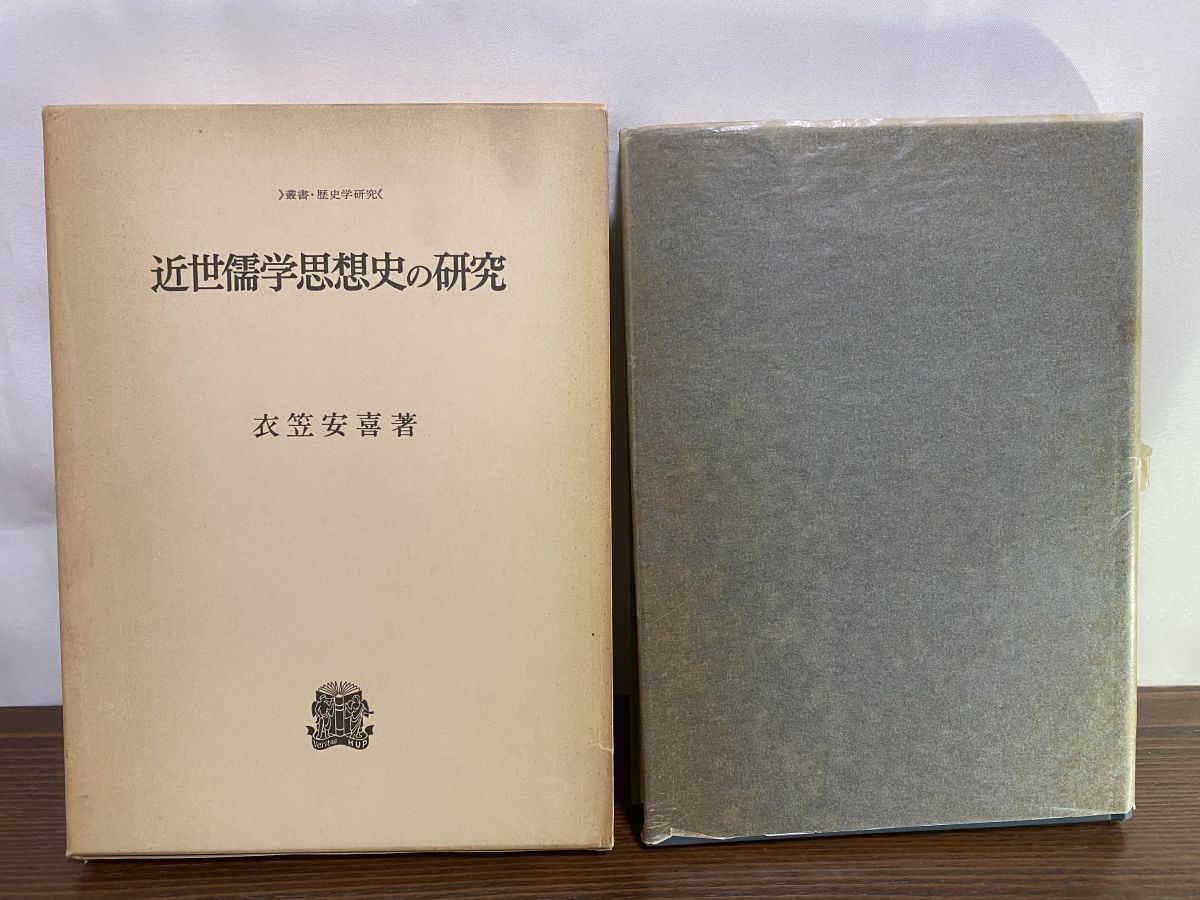 》叢書・歴史学研究《
近世儒学思想史の研究
衣笠安喜著
Veritas HUP